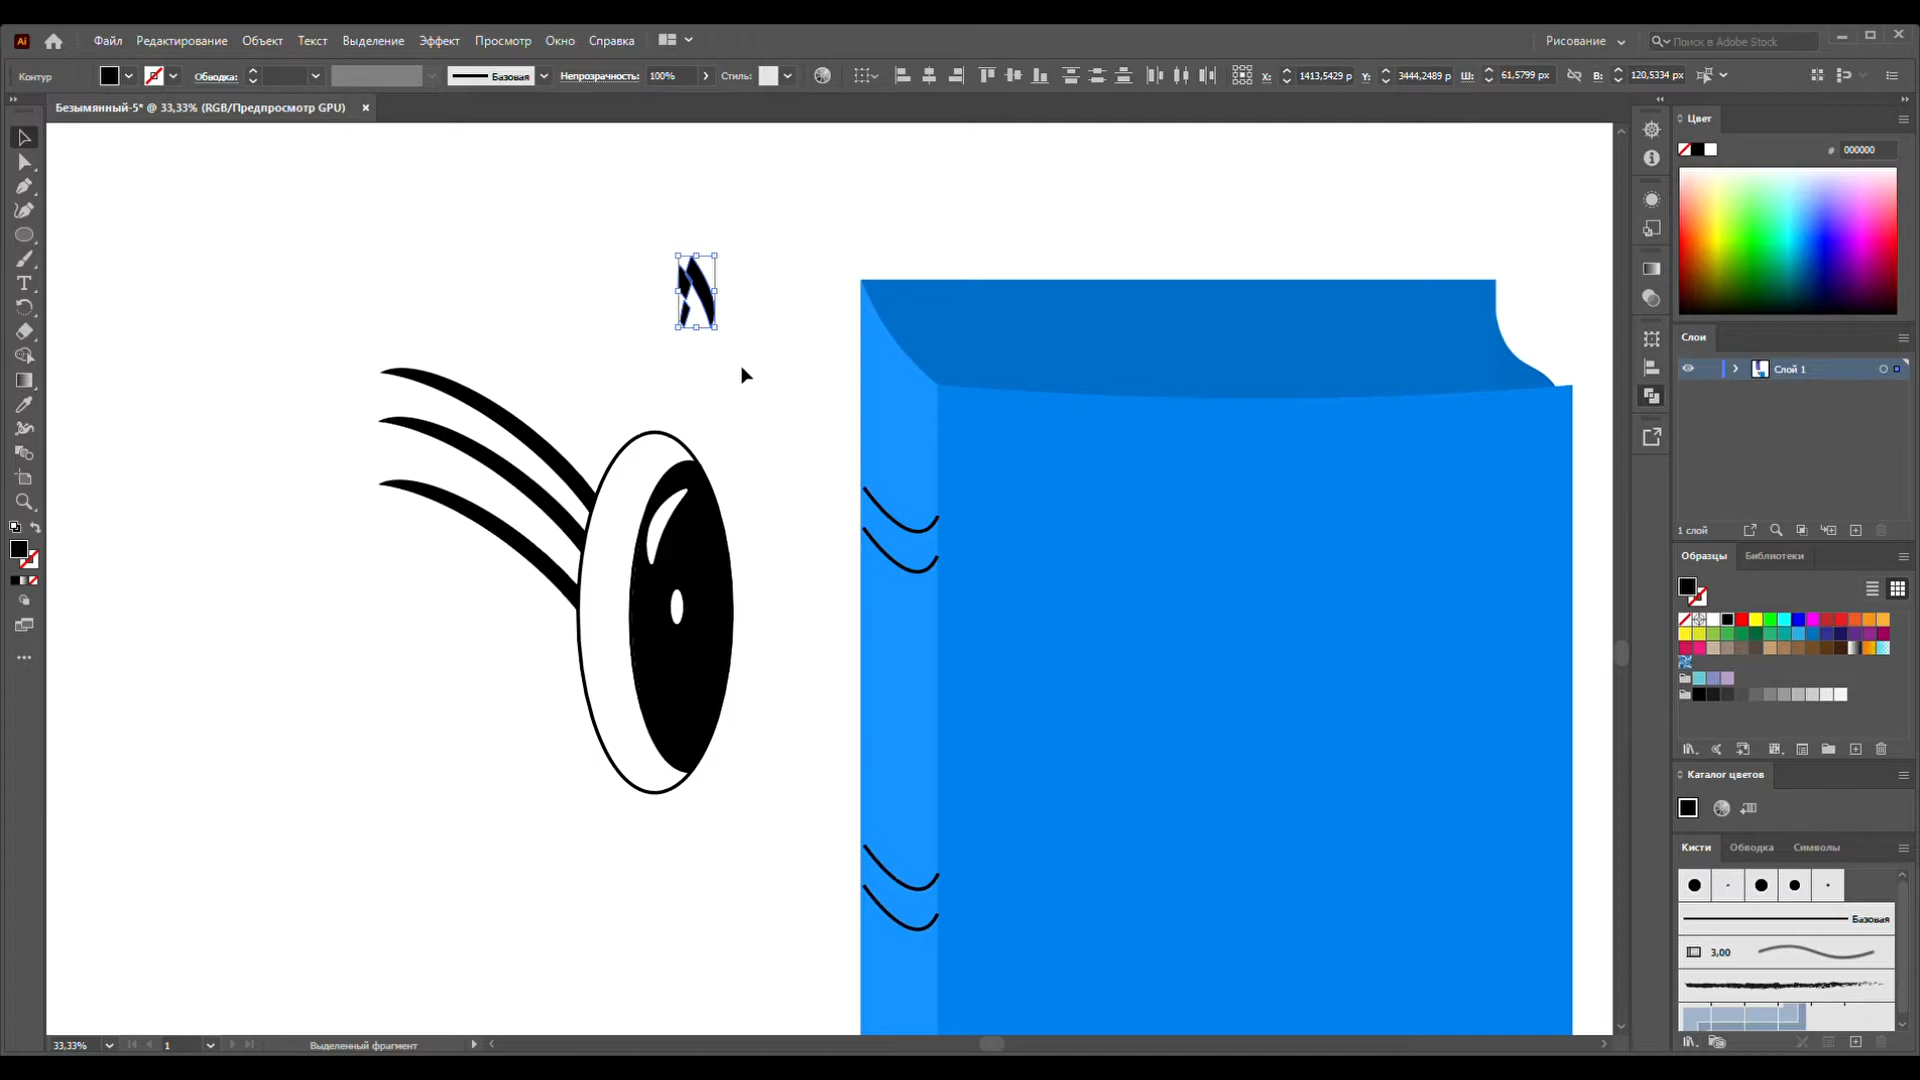 Ai Файл Редактирование Объект Текст Выделение Эффект Просмотр Окно Справка Рисование Поиск в Adobe Stock
Контур Обводка: Базовая Непрозрачность: 100% Стиль: X: 1413,5429 p Y: 3444,2489 p Ш: 61,5799 px В: 120,5334 px
Безымянный-5* @ 33,33% (RGB/Предпросмотр GPU) ×
Цвет
# 000000
Слои
Слой 1
1 слой
Образцы Библиотеки
Каталог цветов
Кисти Обводка Символы
Базовая
3,00
33,33% 1 Выделенный фрагмент